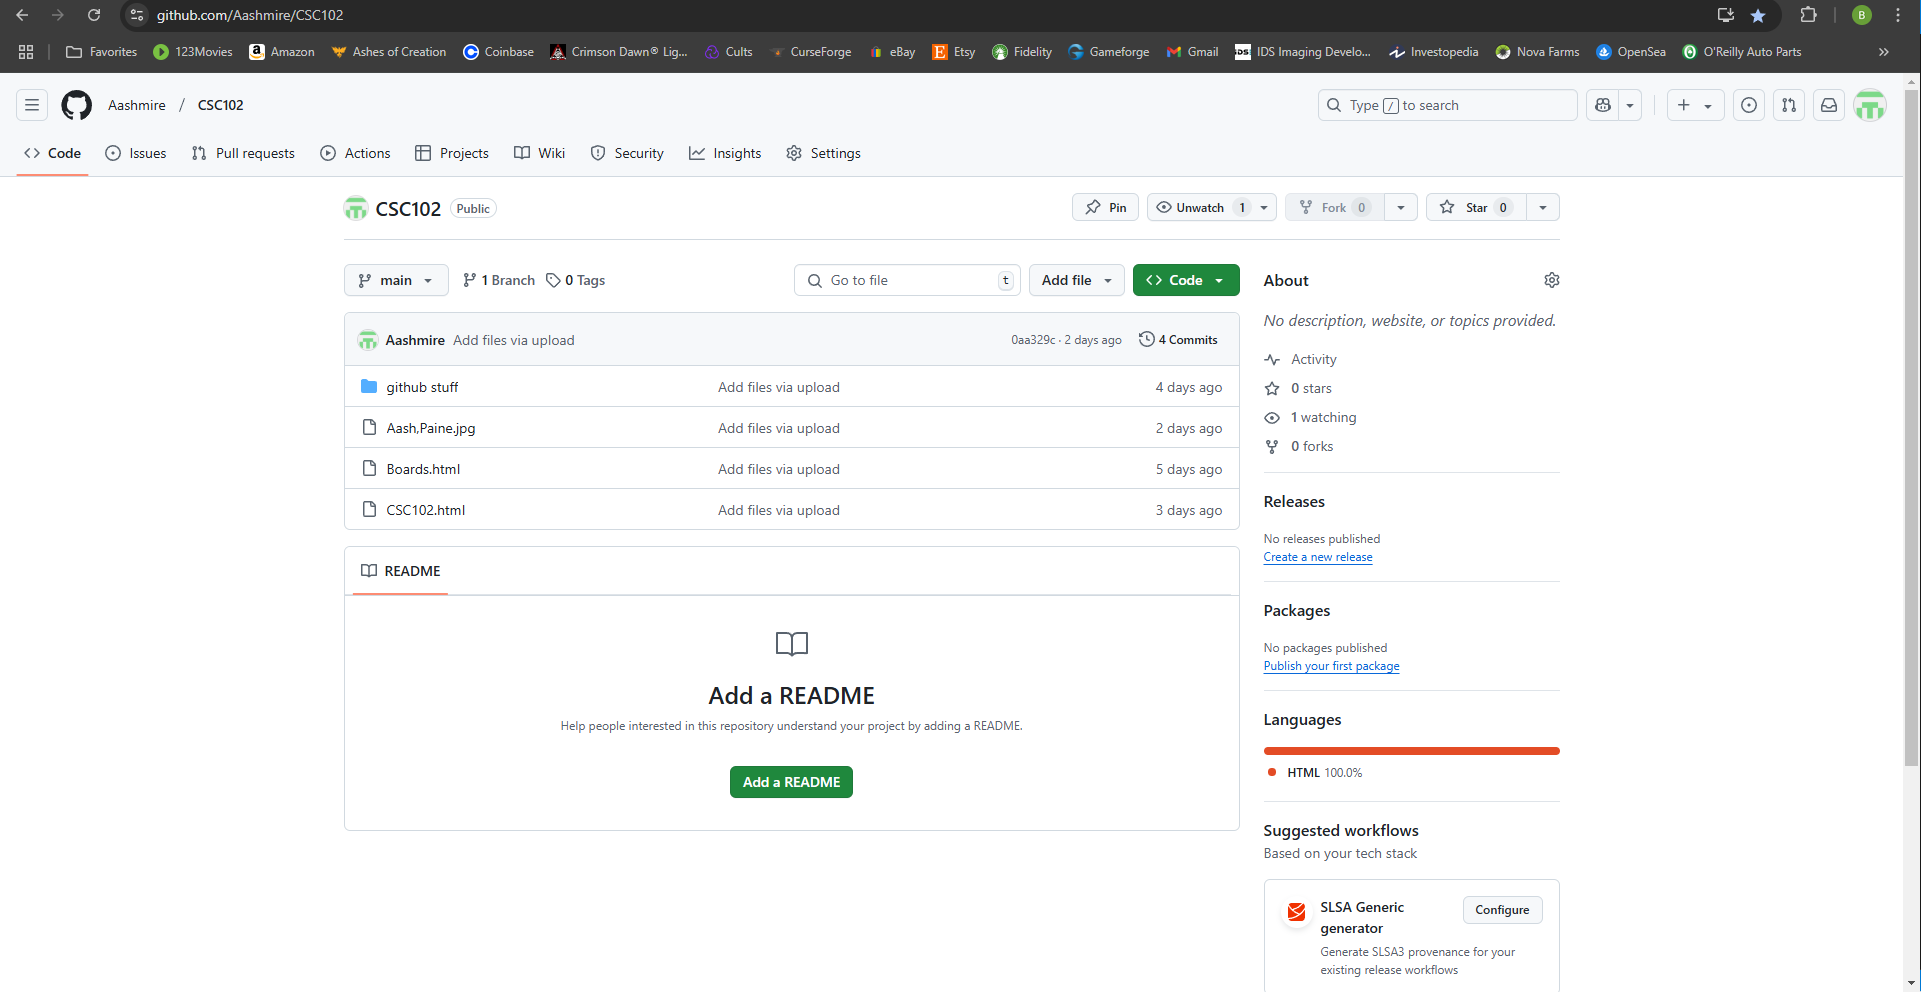 github.com/Aashmire/CSC102
B
Favorites 123Movies Amazon Ashes of Creation Coinbase Crimson Dawn® Lig... Cults CurseForge eBay Etsy Fidelity Gameforge Gmail IDS Imaging Develo... Investopedia Nova Farms OpenSea O'Reilly Auto Parts
Aashmire / CSC102
Type / to search
Code Issues Pull requests Actions Projects Wiki Security Insights Settings
CSC102 Public
Pin Unwatch 1 Fork 0 Star 0
main 1 Branch 0 Tags
Go to file t Add file Code
Aashmire Add files via upload 0aa329c · 2 days ago 4 Commits
github stuff Add files via upload 4 days ago
Aash,Paine.jpg Add files via upload 2 days ago
Boards.html Add files via upload 5 days ago
CSC102.html Add files via upload 3 days ago
README
Add a README
Help people interested in this repository understand your project by adding a README.
Add a README
About
No description, website, or topics provided.
Activity
0 stars
1 watching
0 forks
Releases
No releases published
Create a new release
Packages
No packages published
Publish your first package
Languages
HTML 100.0%
Suggested workflows
Based on your tech stack
SLSA Generic
generator
Configure
Generate SLSA3 provenance for your
existing release workflows